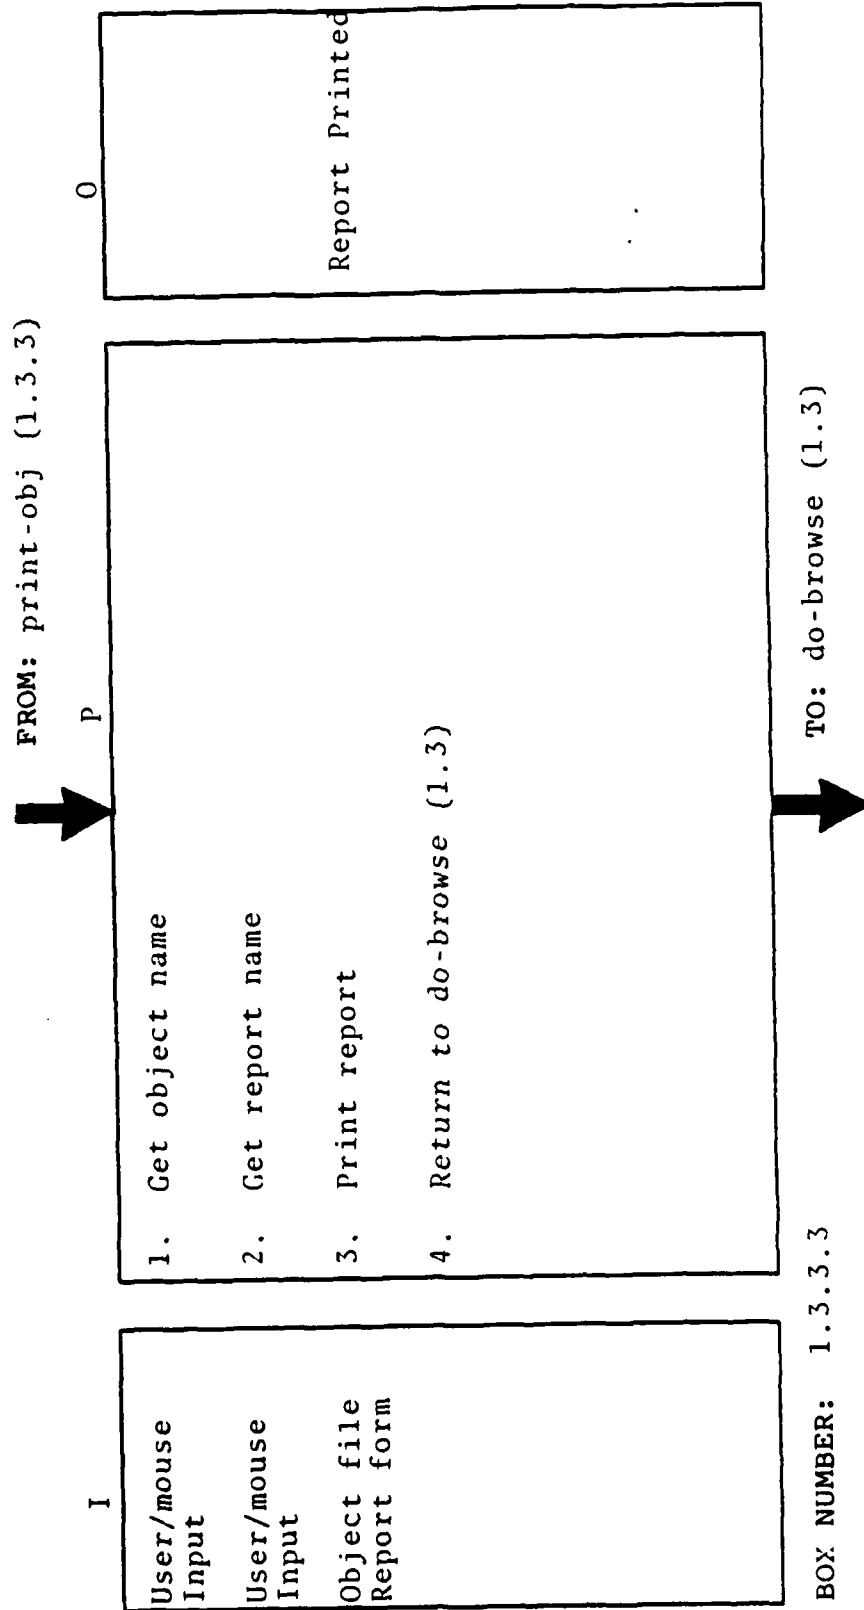 FROM: print-obj (1.3.3)
I
P
O
User/mouse
Input
User/mouse
Input
Object file
Report form
1. Get object name
2. Get report name
3. Print report
4. Return to do-browse (1.3)
Report Printed
BOX NUMBER: 1.3.3.3
TO: do-browse (1.3)